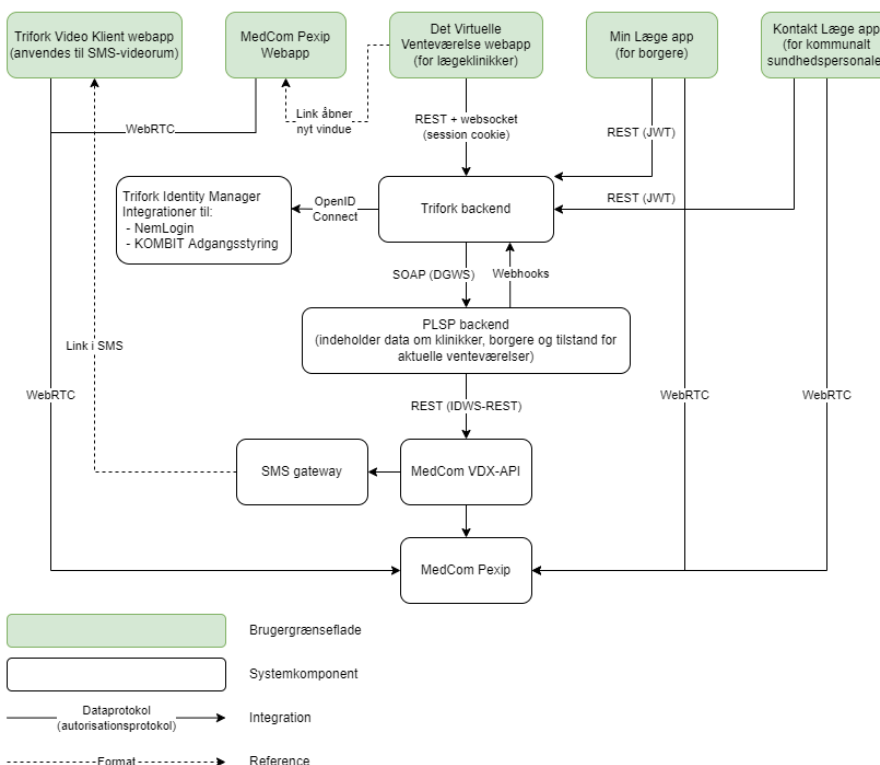 Trifork Video Klient webapp
(anvendes til SMS-videorum)
MedCom Pexip
Webapp
Det Virtuelle
Venteværelse webapp
(for lægeklinikker)
Min Læge app
(for borgere)
Kontakt Læge app
(for kommunalt
sundhedspersonale
Link åbner
nyt vindue
WebRTC
REST + websocket
(session cookie)
REST (JWT)
Trifork Identity Manager
Integrationer til:
- NemLogin
- KOMBIT Adgangsstyring
OpenID
Connect
Trifork backend
REST (JWT)
SOAP (DGWS)
Webhooks
PLSP backend
(indeholder data om klinikker, borgere og tilstand for
aktuelle venteværelser)
Link i SMS
WebRTC
REST (IDWS-REST)
WebRTC
WebRTC
SMS gateway
MedCom VDX-API
MedCom Pexip
Brugergrænseflade
Systemkomponent
Dataprotokol
(autorisationsprotokol)
Integration
Format
Reference